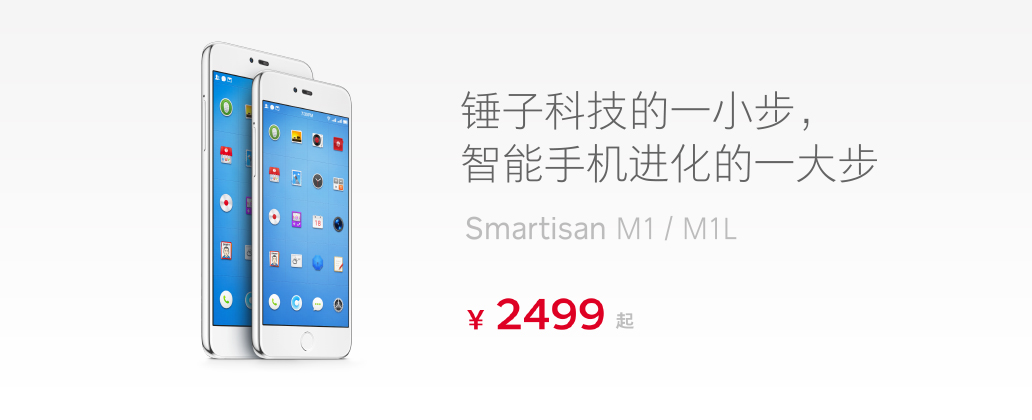 锤子科技的一小步，
智能手机进化的一大步
Smartisan M1 / M1L
¥ 2499 起